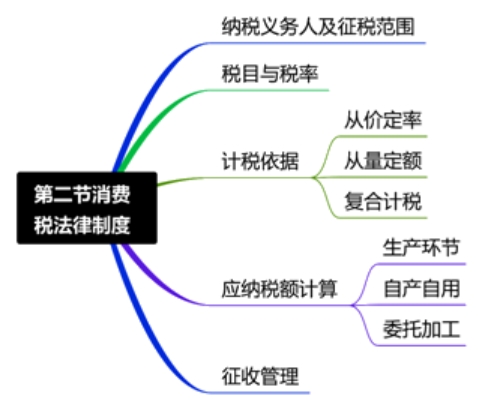 第二节消费
税法律制度
纳税义务人及征税范围
税目与税率
计税依据
从价定率
从量定额
复合计税
应纳税额计算
生产环节
自产自用
委托加工
征收管理